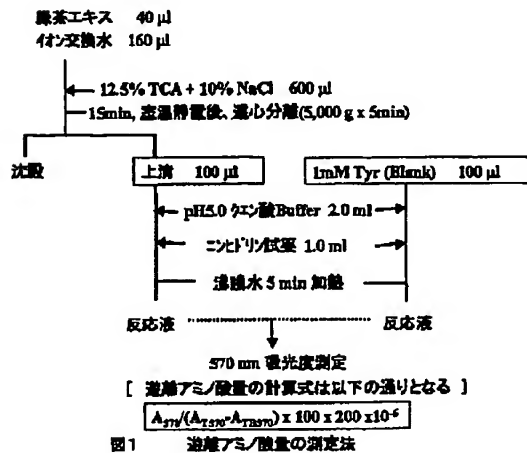 緑茶エキス 40 μl
イオン交換水 160 μl
12.5% TCA + 10% NaCl 600 μl
15min, 室温静置後、遠心分離(5,000 g x 5min)
沈殿
上清 100 μl
1mM Tyr (Blank) 100 μl
pH5.0 クエン酸Buffer 2.0 ml
ニンヒドリン試薬 1.0 ml
沸騰水 5 min 加熱
反応液
反応液
570 nm 吸光度測定
[ 遊離アミノ酸量の計算式は以下の通りとなる ]
A570/(AT570-ATB570) x 100 x 200 x10-6
図1 遊離アミノ酸量の測定法